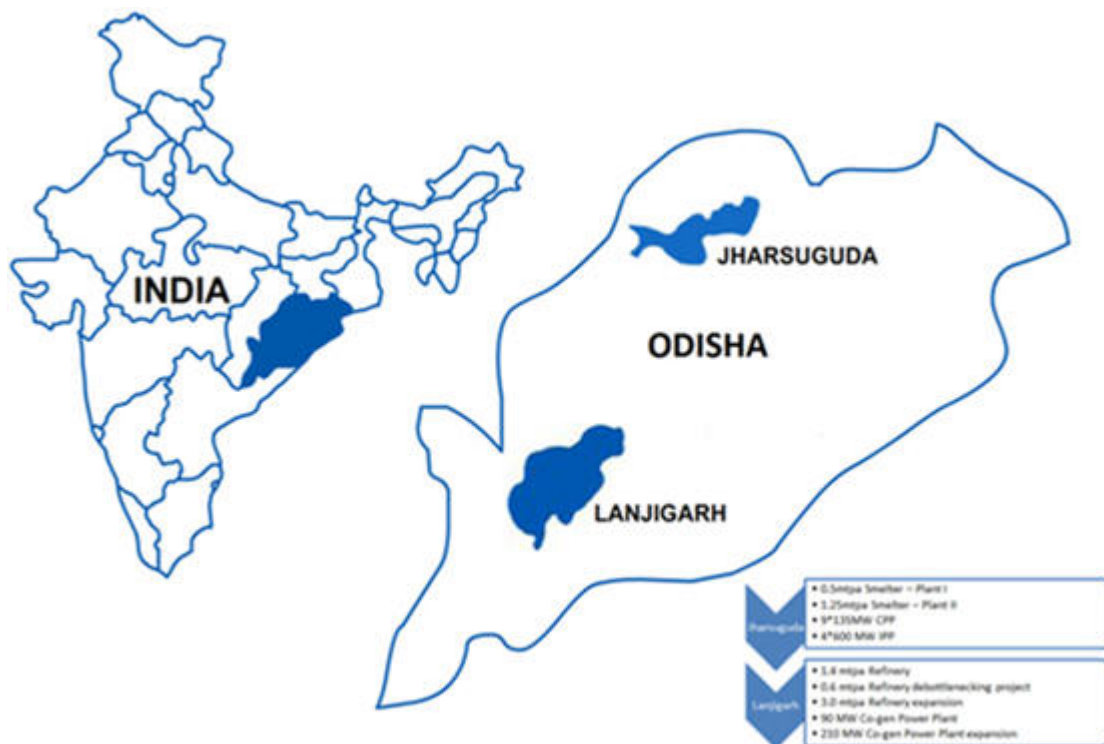 INDIA
JHARSUGUDA
ODISHA
LANJIGARH
Jharsuguda
▪ 0.5mtpa Smelter – Plant I
▪ 1.25mtpa Smelter – Plant II
▪ 9*135MW CPP
▪ 4*600 MW IPP
Lanjigarh
▪ 1.4 mtpa Refinery
▪ 0.6 mtpa Refinery debottlenecking project
▪ 3.0 mtpa Refinery expansion
▪ 90 MW Co-gen Power Plant
▪ 210 MW Co-gen Power Plant expansion